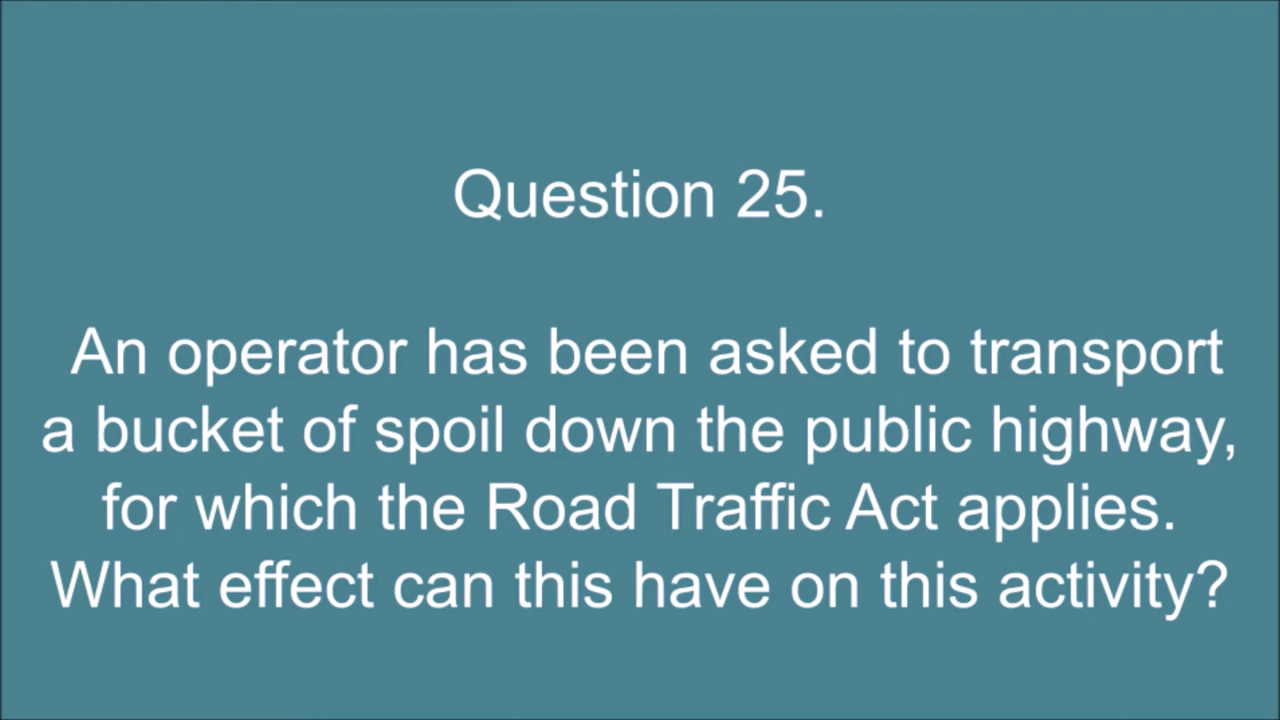 Question 25.
An operator has been asked to transport
a bucket of spoil down the public highway,
for which the Road Traffic Act applies.
What effect can this have on this activity?